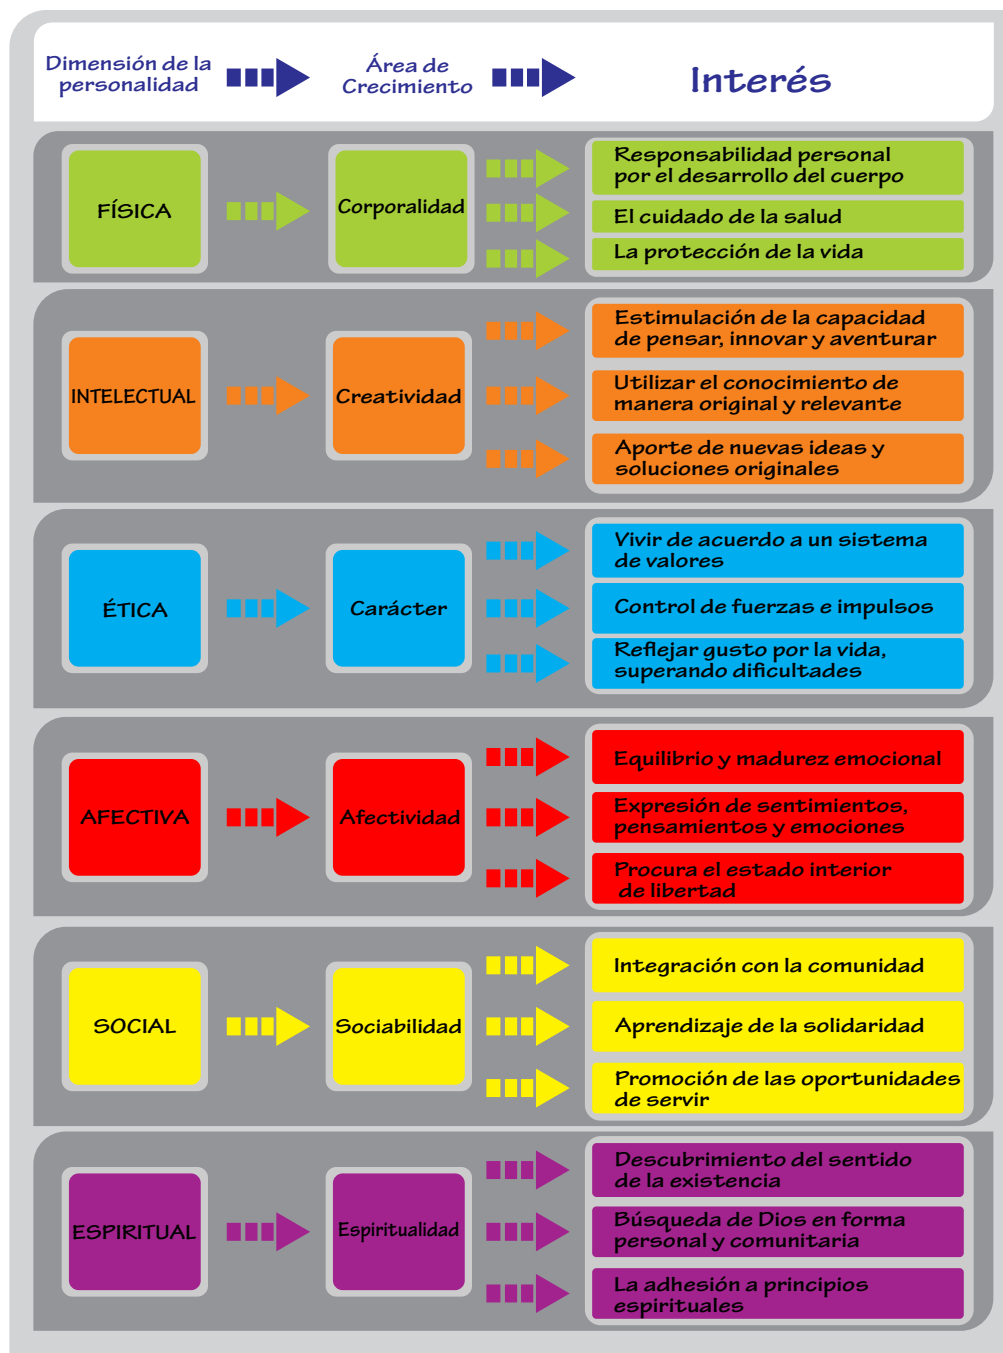 Dimensión de la
personalidad
Área de
Crecimiento
Interés
FÍSICA
Corporalidad
Responsabilidad personal
por el desarrollo del cuerpo
El cuidado de la salud
La protección de la vida
INTELECTUAL
Creatividad
Estimulación de la capacidad
de pensar, innovar y aventurar
Utilizar el conocimiento de
manera original y relevante
Aporte de nuevas ideas y
soluciones originales
ÉTICA
Carácter
Vivir de acuerdo a un sistema
de valores
Control de fuerzas e impulsos
Reflejar gusto por la vida,
superando dificultades
AFECTIVA
Afectividad
Equilibrio y madurez emocional
Expresión de sentimientos,
pensamientos y emociones
Procura el estado interior
de libertad
SOCIAL
Sociabilidad
Integración con la comunidad
Aprendizaje de la solidaridad
Promoción de las oportunidades
de servir
ESPIRITUAL
Espiritualidad
Descubrimiento del sentido
de la existencia
Búsqueda de Dios en forma
personal y comunitaria
La adhesión a principios
espirituales